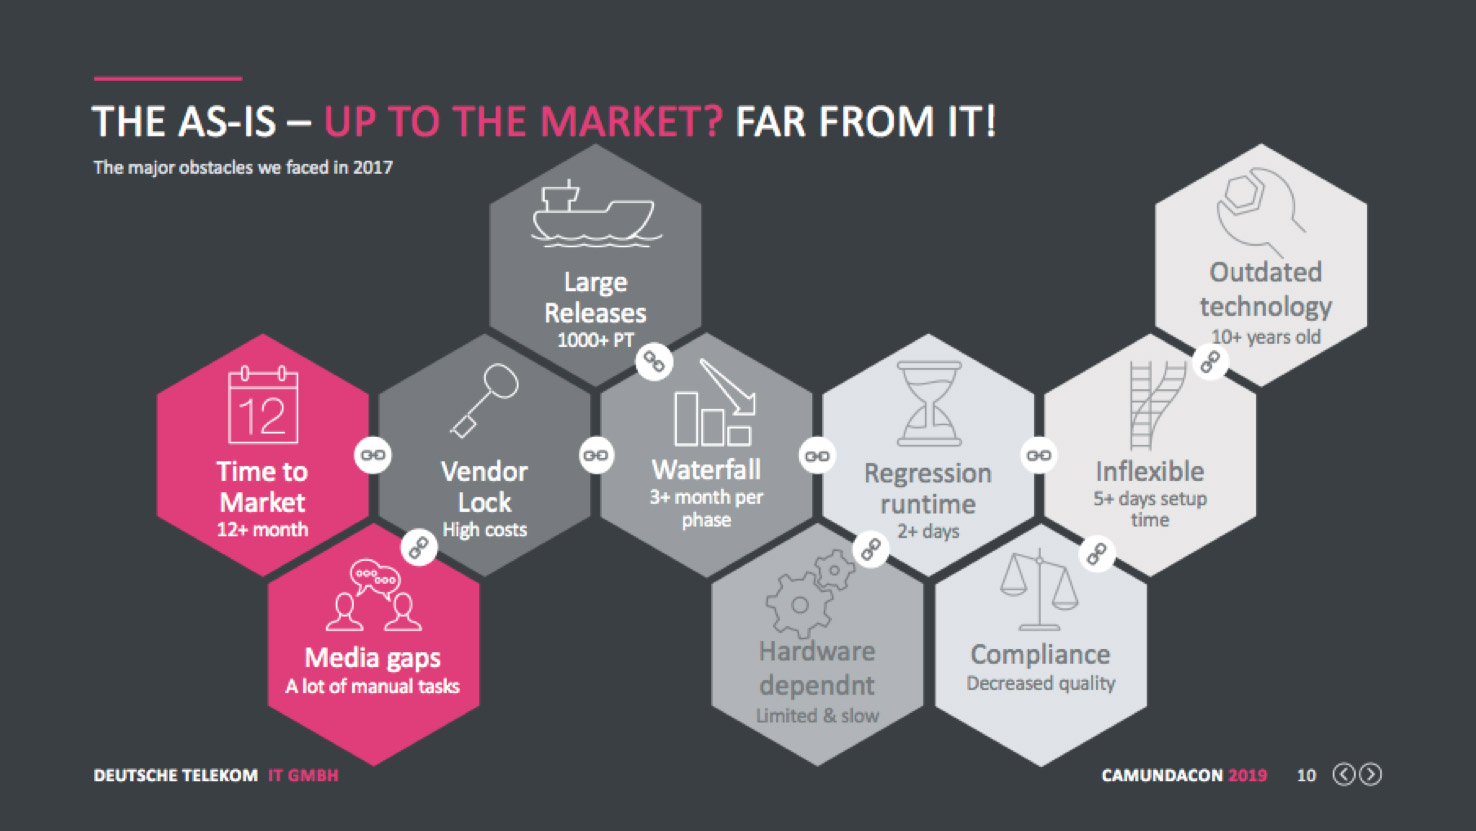 THE AS-IS – UP TO THE MARKET? FAR FROM IT!
The major obstacles we faced in 2017
Large
Releases
1000+ PT
Outdated
technology
10+ years old
12
Time to
Market
12+ month
Vendor
Lock
High costs
Waterfall
3+ month per
phase
Regression
runtime
2+ days
Inflexible
5+ days setup
time
Media gaps
A lot of manual tasks
Hardware
dependnt
Limited & slow
Compliance
Decreased quality
DEUTSCHE TELEKOM IT GMBH
CAMUNDACON 2019 10